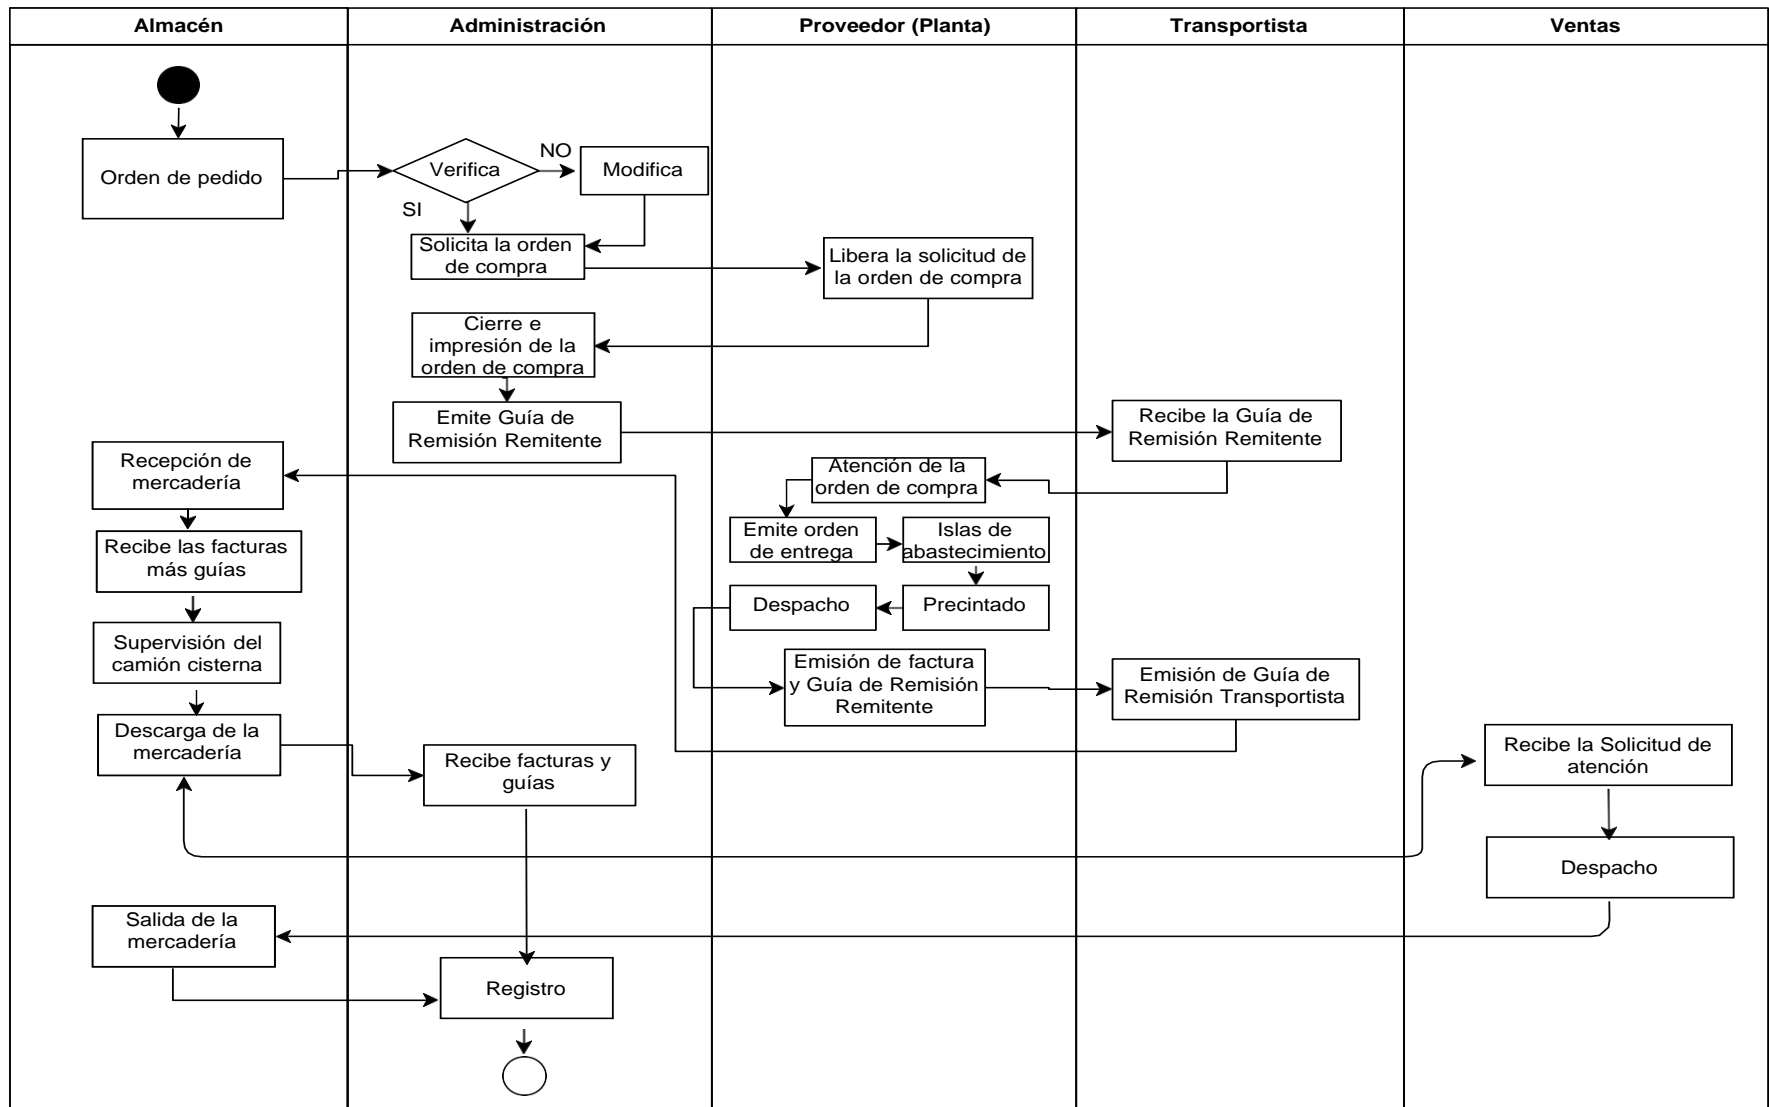 Almacén
Administración
Proveedor (Planta)
Transportista
Ventas
Orden de pedido
Verifica
NO
Modifica
SI
Solicita la orden
de compra
Libera la solicitud de
la orden de compra
Cierre e
impresión de la
orden de compra
Emite Guía de
Remisión Remitente
Recibe la Guía de
Remisión Remitente
Recepción de
mercadería
Atención de la
orden de compra
Emite orden
de entrega
Islas de
abastecimiento
Recibe las facturas
más guías
Despacho
Precintado
Supervisión del
camión cisterna
Emisión de factura
y Guía de Remisión
Remitente
Emisión de Guía de
Remisión Transportista
Descarga de la
mercadería
Recibe facturas y
guías
Recibe la Solicitud de
atención
Despacho
Salida de la
mercadería
Registro